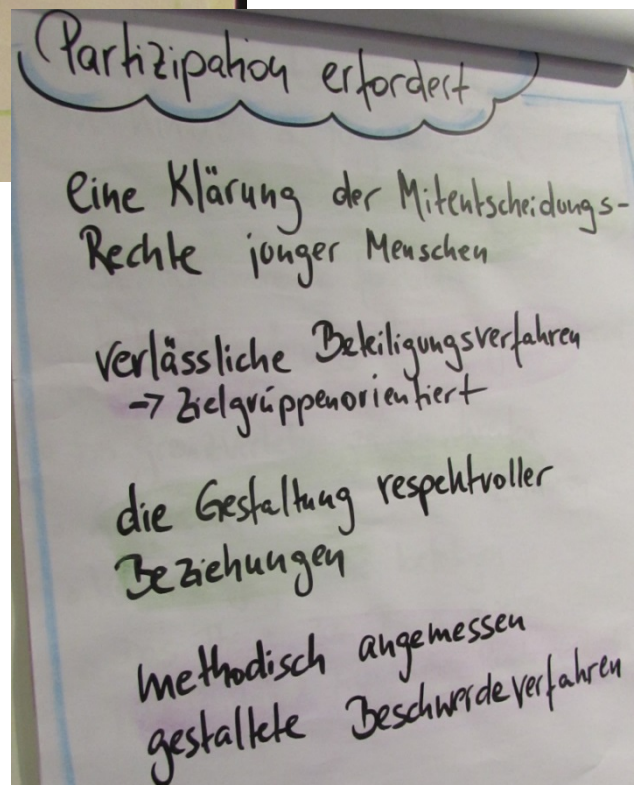 Partizipation erfordert
eine Klärung der Mitentscheidungs-
Rechte junger Menschen
verlässliche Beteiligungsverfahren
→ Zielgruppenorientiert
die Gestaltung respektvoller
Beziehungen
methodisch angemessen
gestaltete Beschwerdeverfahren